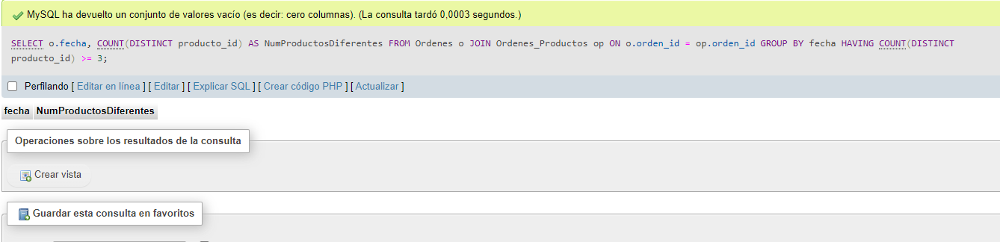 MySQL ha devuelto un conjunto de valores vacío (es decir: cero columnas). (La consulta tardó 0,0003 segundos.)
SELECT o.fecha, COUNT(DISTINCT producto_id) AS NumProductosDiferentes FROM Ordenes o JOIN Ordenes_Productos op ON o.orden_id = op.orden_id GROUP BY fecha HAVING COUNT(DISTINCT
producto_id) >= 3;
Perfilando [ Editar en línea ] [ Editar ] [ Explicar SQL ] [ Crear código PHP ] [ Actualizar ]
fecha NumProductosDiferentes
Operaciones sobre los resultados de la consulta
Crear vista
Guardar esta consulta en favoritos